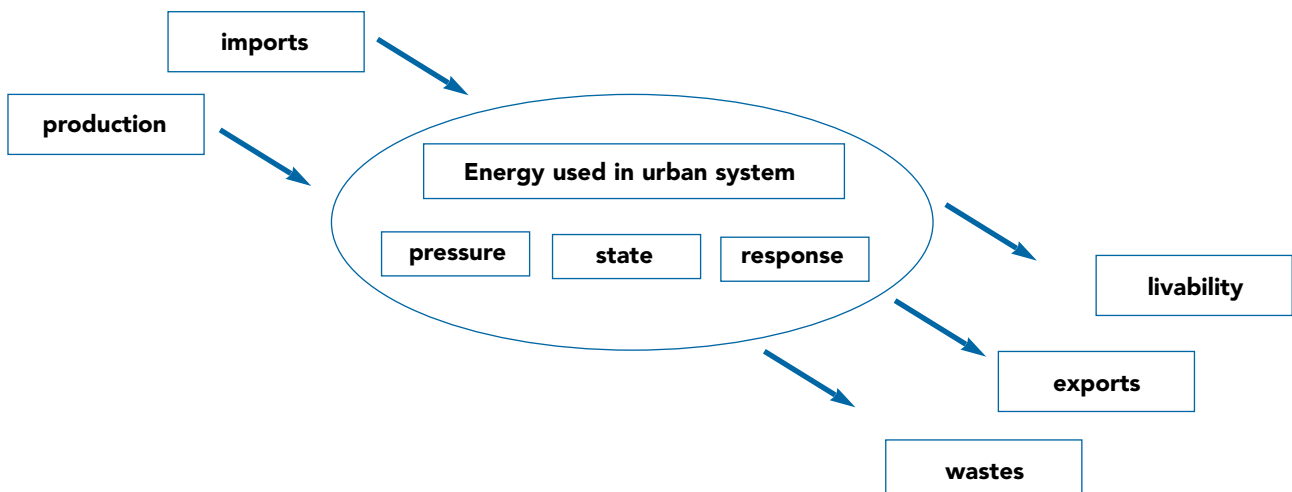 imports
production
Energy used in urban system
pressure
state
response
livability
exports
wastes